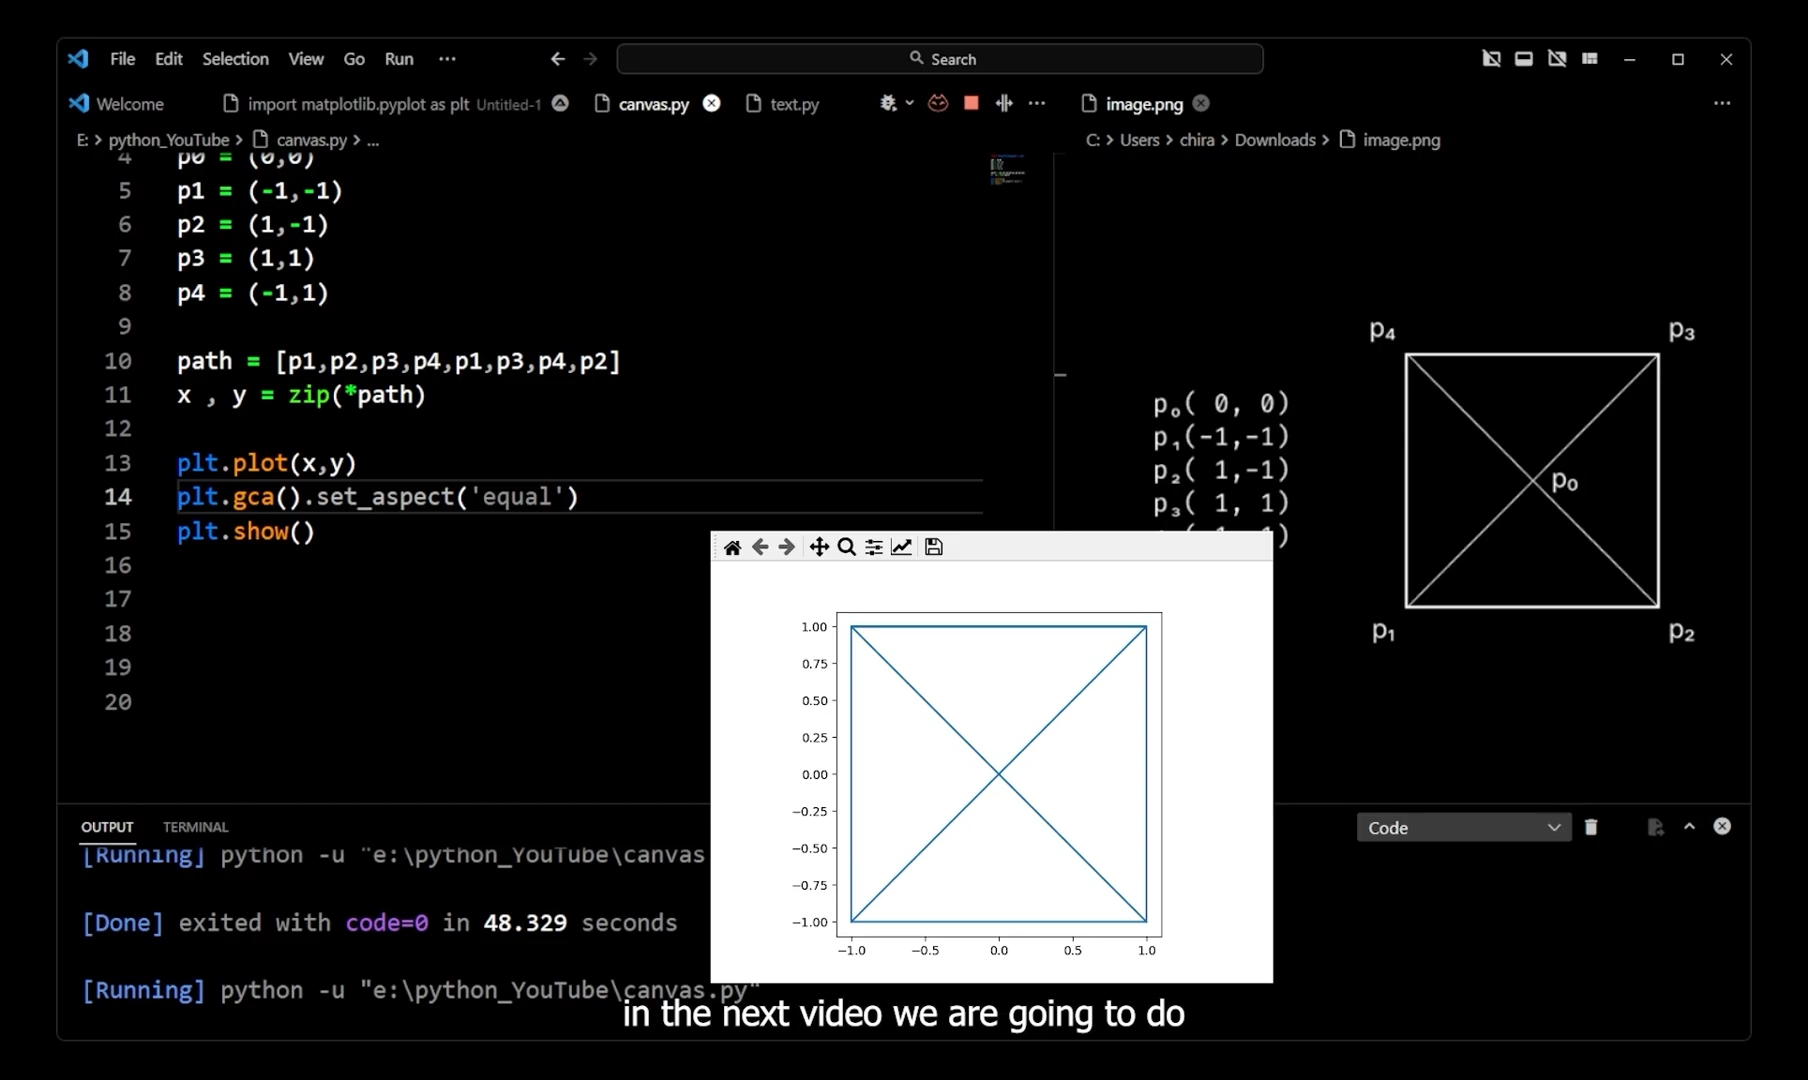 File Edit Selection View Go Run ··· Search
Welcome import matplotlib.pyplot as plt Untitled-1 canvas.py text.py ··· image.png ···
E: > python_YouTube > canvas.py > ... C: > Users > chira > Downloads > image.png
4 p0 = (0,0)
5 p1 = (-1,-1)
6 p2 = (1,-1)
7 p3 = (1,1)
8 p4 = (-1,1)
9
10 path = [p1,p2,p3,p4,p1,p3,p4,p2]
11 x , y = zip(*path)
12
13 plt.plot(x,y)
14 plt.gca().set_aspect('equal')
15 plt.show()
16
17
18
19
20
p₄ p₃
p₀( 0, 0)
p₁(-1,-1)
p₂( 1,-1)
p₃( 1, 1)
)
p₀
p₁ p₂
1.00
0.75
0.50
0.25
0.00
−0.25
−0.50
−0.75
−1.00
−1.0 −0.5 0.0 0.5 1.0
OUTPUT TERMINAL Code
[Running] python -u "e:\python_YouTube\canvas
[Done] exited with code=0 in 48.329 seconds
[Running] python -u "e:\python_YouTube\canvas.py"
in the next video we are going to do